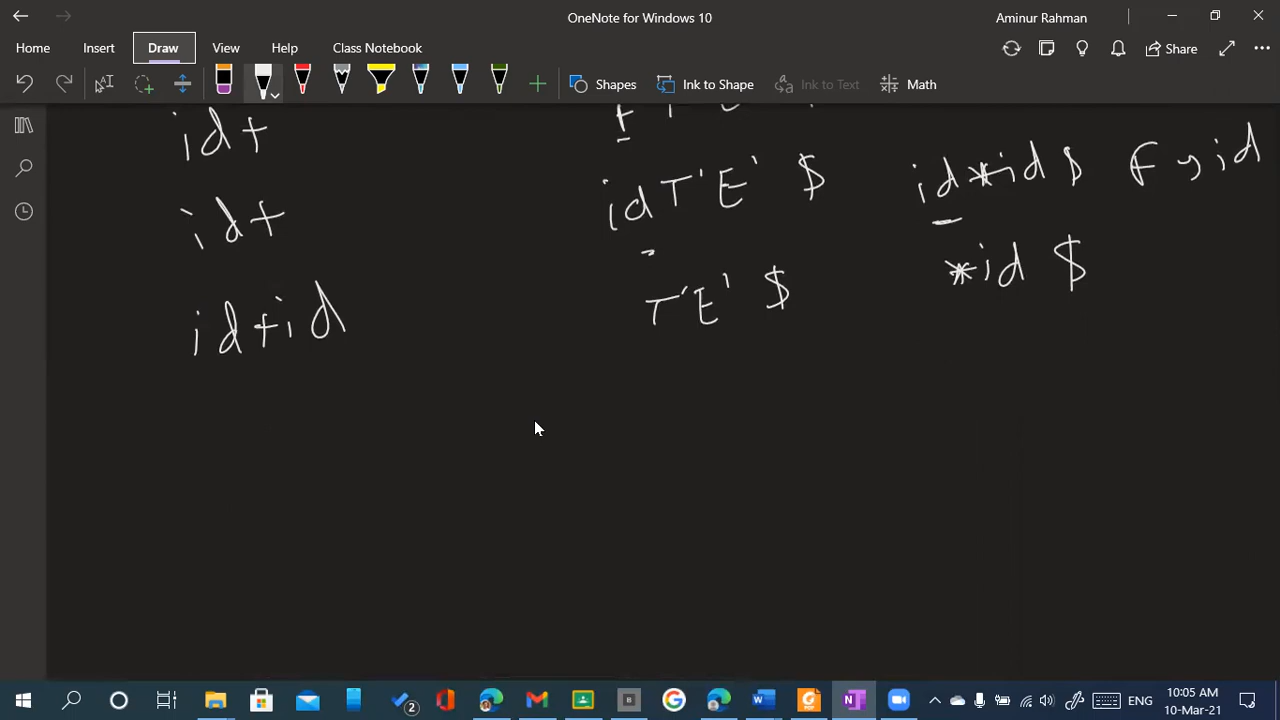 OneNote for Windows 10
Aminur Rahman
Home Insert Draw View Help Class Notebook
Share
Shapes Ink to Shape Ink to Text Math
id+
idT'E' $ id*id$ F → id
id+
T'E' $ *id $
id+id
2
ENG
10:05 AM
10-Mar-21